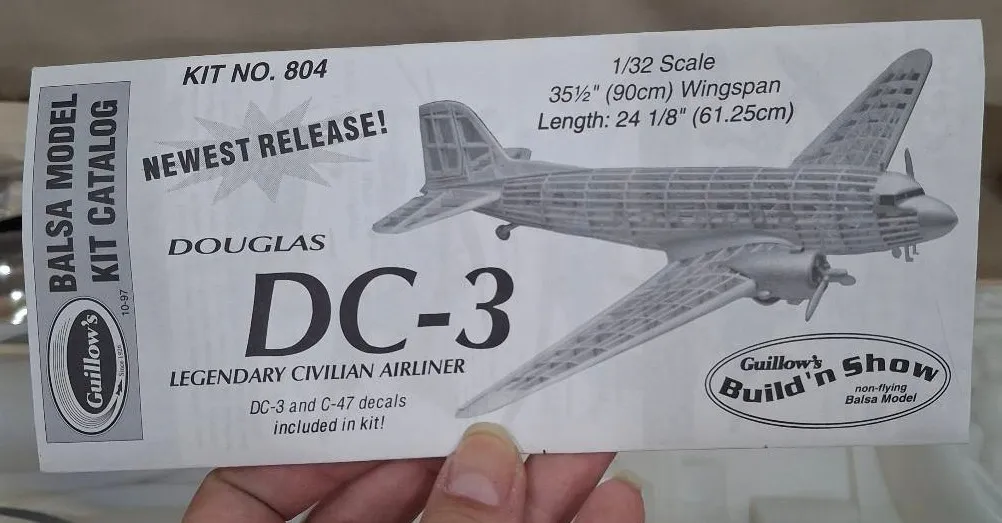 BALSA MODEL
KIT CATALOG
10-97
Guillow's
Since 1926
KIT NO. 804
NEWEST RELEASE!
DOUGLAS
DC-3
LEGENDARY CIVILIAN AIRLINER
DC-3 and C-47 decals
included in kit!
1/32 Scale
35½" (90cm) Wingspan
Length: 24 1/8" (61.25cm)
Guillow's
Build'n Show
non-flying
Balsa Model